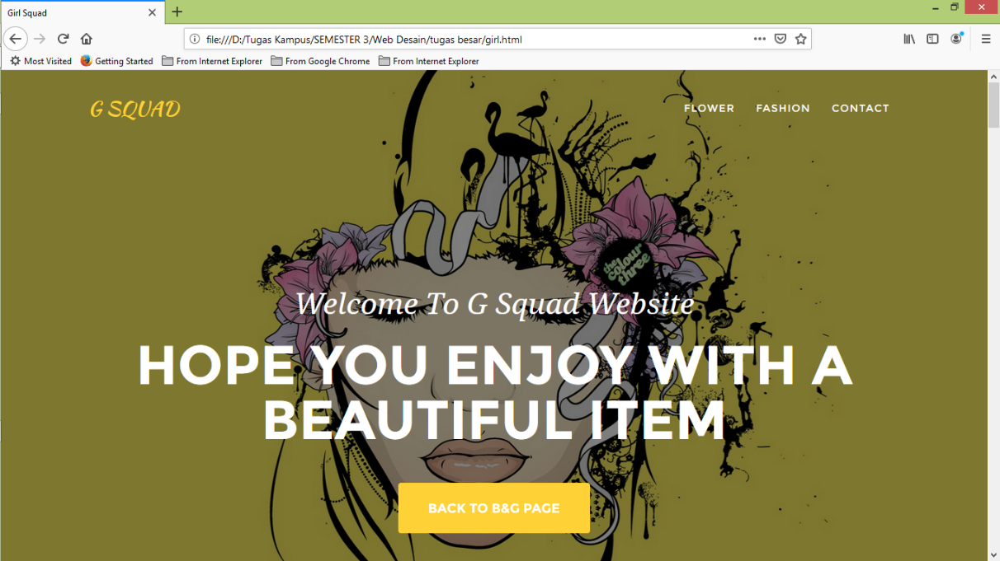 Girl Squad
file:///D:/Tugas Kampus/SEMESTER 3/Web Desain/tugas besar/girl.html
Most Visited Getting Started From Internet Explorer From Google Chrome From Internet Explorer
G SQUAD FLOWER FASHION CONTACT
the
colour
three
Welcome To G Squad Website
HOPE YOU ENJOY WITH A
BEAUTIFUL ITEM
BACK TO B&G PAGE